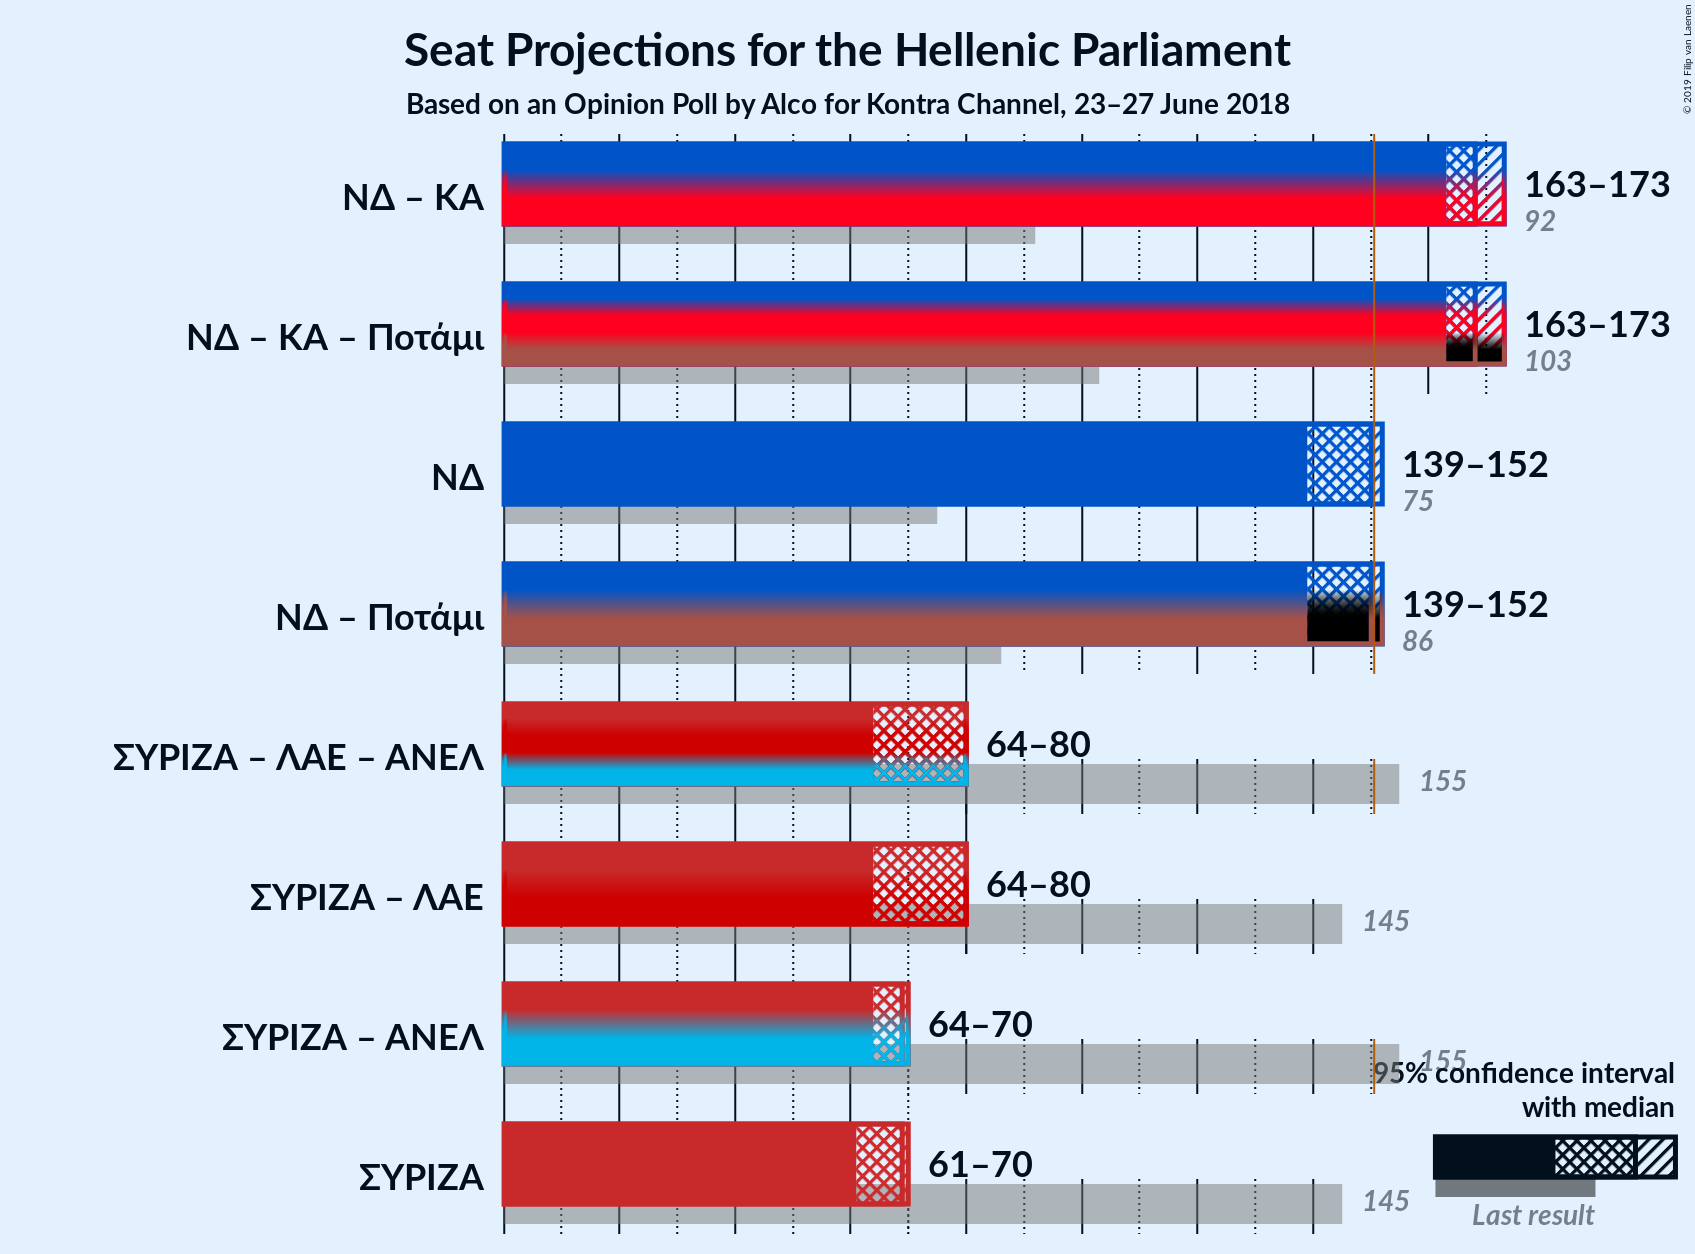 Seat Projections for the Hellenic Parliament
Based on an Opinion Poll by Alco for Kontra Channel, 23–27 June 2018
© 2019 Filip van Laenen
ΝΔ – ΚΑ
163–173
92
ΝΔ – ΚΑ – Ποτάμι
163–173
103
ΝΔ
139–152
75
ΝΔ – Ποτάμι
139–152
86
ΣΥΡΙΖΑ – ΛΑΕ – ΑΝΕΛ
64–80
155
ΣΥΡΙΖΑ – ΛΑΕ
64–80
145
ΣΥΡΙΖΑ – ΑΝΕΛ
64–70
155
95% confidence interval
with median
ΣΥΡΙΖΑ
61–70
145
Last result